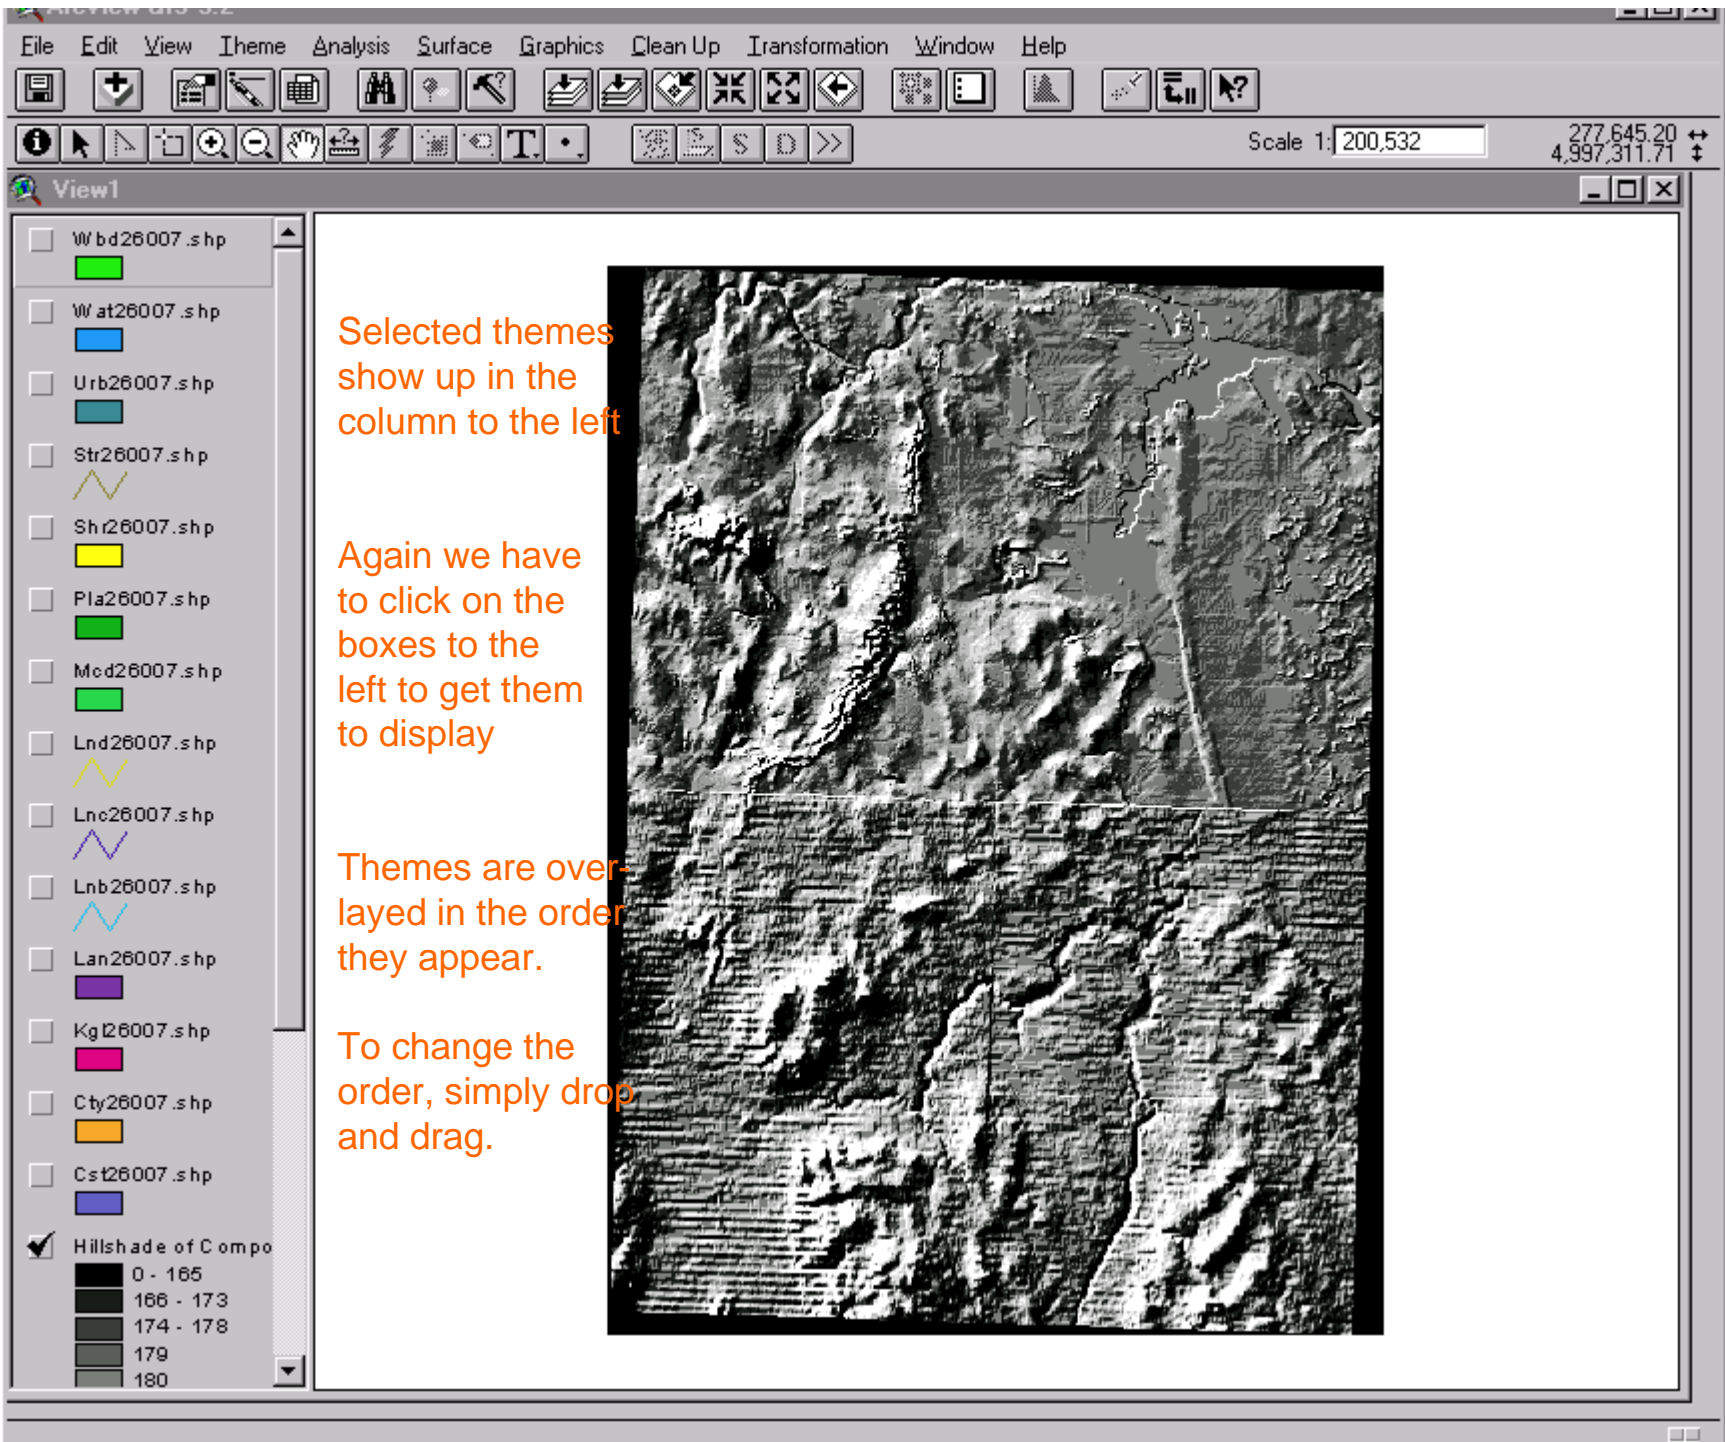 ArcView GIS 3.2
File Edit View Theme Analysis Surface Graphics Clean Up Transformation Window Help
T S D >>
Scale 1: 200,532
277,645.20
4,997,311.71
View1
Wbd26007.shp
Wat26007.shp
Urb26007.shp
Str26007.shp
Shr26007.shp
Pla26007.shp
Mcd26007.shp
Lnd26007.shp
Lnc26007.shp
Lnb26007.shp
Lan26007.shp
Kgl26007.shp
Cty26007.shp
Cst26007.shp
Hillshade of Compo
0 - 165
166 - 173
174 - 178
179
180
Selected themes
show up in the
column to the left
Again we have
to click on the
boxes to the
left to get them
to display
Themes are over-
layed in the order
they appear.
To change the
order, simply drop
and drag.